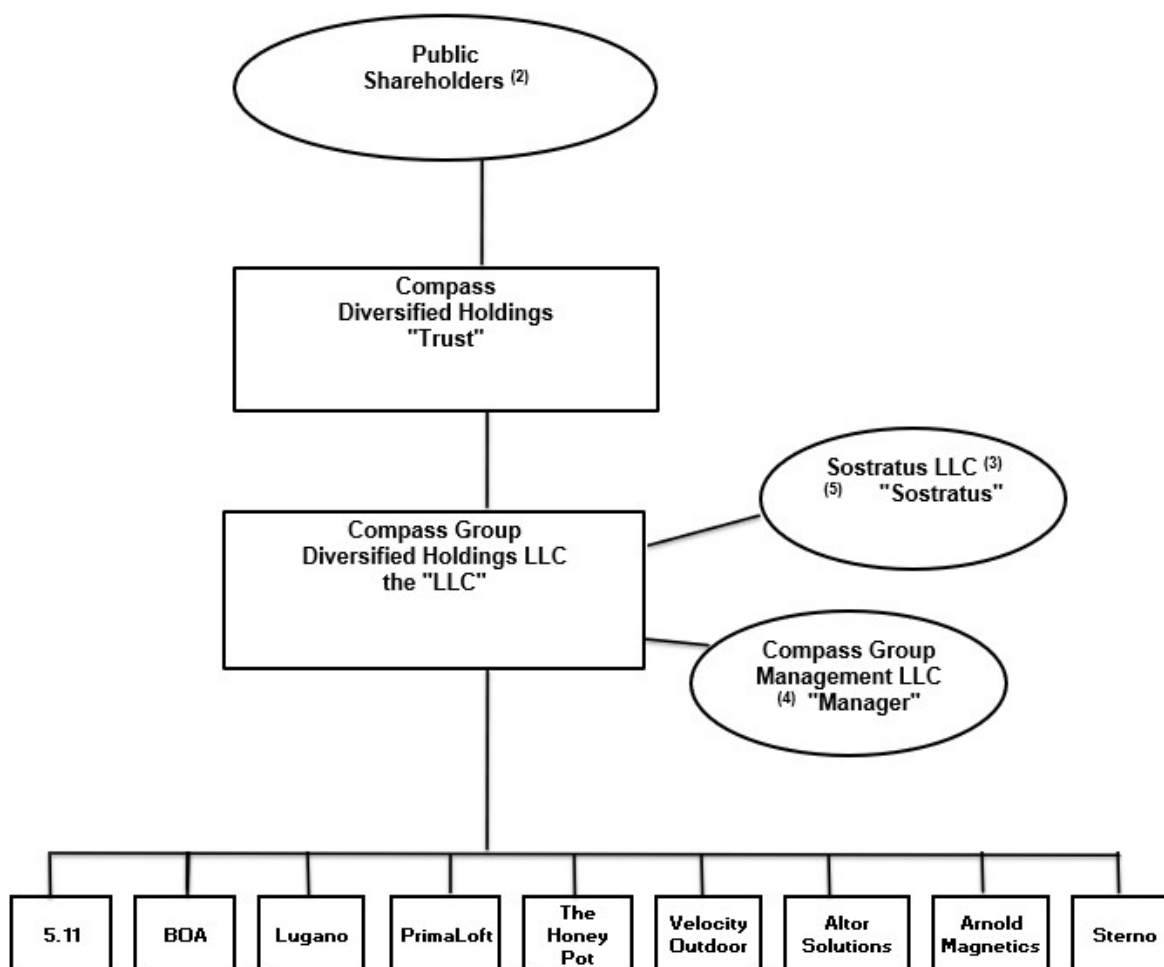 Public
Shareholders (2)
Compass
Diversified Holdings
"Trust"
Sostratus LLC (3)
(5) "Sostratus"
Compass Group
Diversified Holdings LLC
the "LLC"
Compass Group
Management LLC
(4) "Manager"
5.11
BOA
Lugano
PrimaLoft
The
Honey
Pot
Velocity
Outdoor
Altor
Solutions
Arnold
Magnetics
Sterno